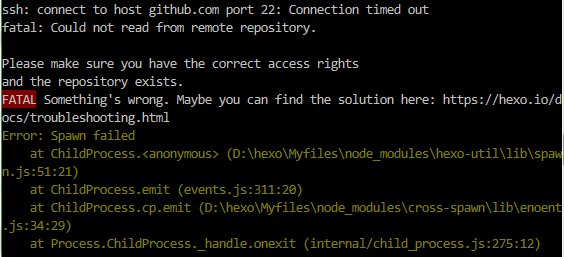 ssh: connect to host github.com port 22: Connection timed out
fatal: Could not read from remote repository.
Please make sure you have the correct access rights
and the repository exists.
FATAL Something's wrong. Maybe you can find the solution here: https://hexo.io/d
ocs/troubleshooting.html
Error: Spawn failed
at ChildProcess.<anonymous> (D:\hexo\Myfiles\node_modules\hexo-util\lib\spaw
n.js:51:21)
at ChildProcess.emit (events.js:311:20)
at ChildProcess.cp.emit (D:\hexo\Myfiles\node_modules\cross-spawn\lib\enoent
.js:34:29)
at Process.ChildProcess._handle.onexit (internal/child_process.js:275:12)